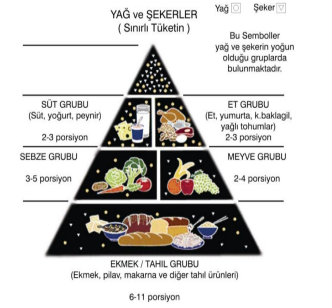 YAĞ ve ŞEKERLER
( Sınırlı Tüketin )
Yağ
Şeker
Bu Semboller
yağ ve şekerin yoğun
olduğu gruplarda
bulunmaktadır.
SÜT GRUBU
(Süt, yoğurt, peynir)
2-3 porsiyon
ET GRUBU
(Et, yumurta, k.baklagil,
yağlı tohumlar)
2-3 porsiyon
SEBZE GRUBU
3-5 porsiyon
MEYVE GRUBU
2-4 porsiyon
EKMEK / TAHIL GRUBU
(Ekmek, pilav, makarna ve diğer tahıl ürünleri)
6-11 porsiyon